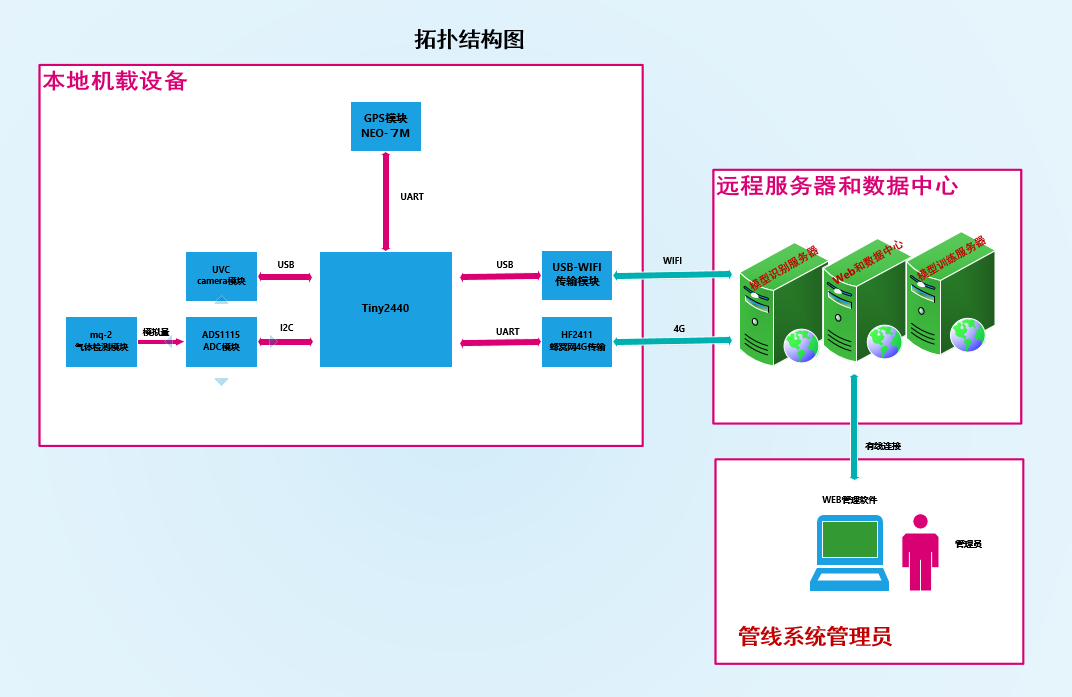 拓扑结构图
本地机载设备
GPS模块
NEO-7M
UART
远程服务器和数据中心
UVC
camera模块
USB
Tiny2440
USB
USB-WIFI
传输模块
WIFI
模型识别服务器
Web和数据中心
模型训练服务器
mq-2
气体检测模块
模拟量
ADS1115
ADC模块
I2C
UART
HF2411
蜂窝网4G传输
4G
有线连接
WEB管理软件
管理员
管线系统管理员